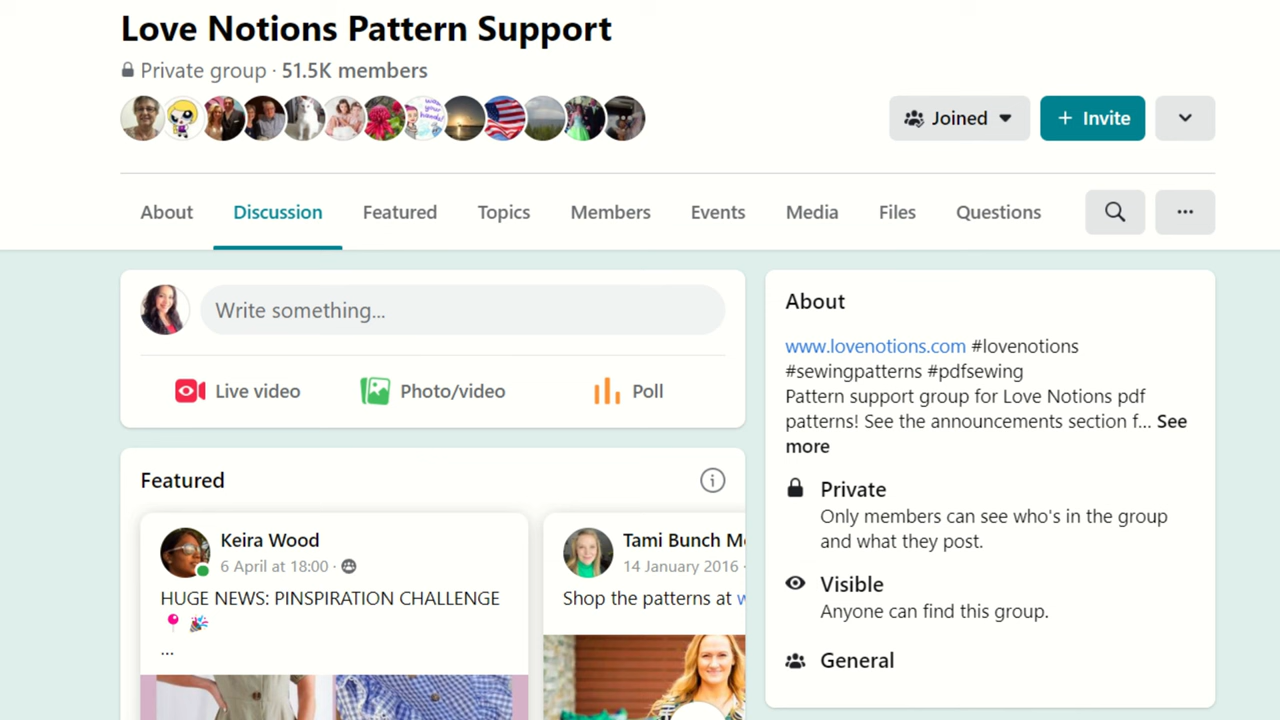 Love Notions Pattern Support
Private group · 51.5K members
Joined
+ Invite
About
Discussion
Featured
Topics
Members
Events
Media
Files
Questions
Write something...
Live video
Photo/video
Poll
Featured
Keira Wood
6 April at 18:00 ·
HUGE NEWS: PINSPIRATION CHALLENGE
...
Tami Bunch M
14 January 2016 ·
Shop the patterns at w
About
www.lovenotions.com #lovenotions
#sewingpatterns #pdfsewing
Pattern support group for Love Notions pdf
patterns! See the announcements section f... See
more
Private
Only members can see who's in the group
and what they post.
Visible
Anyone can find this group.
General